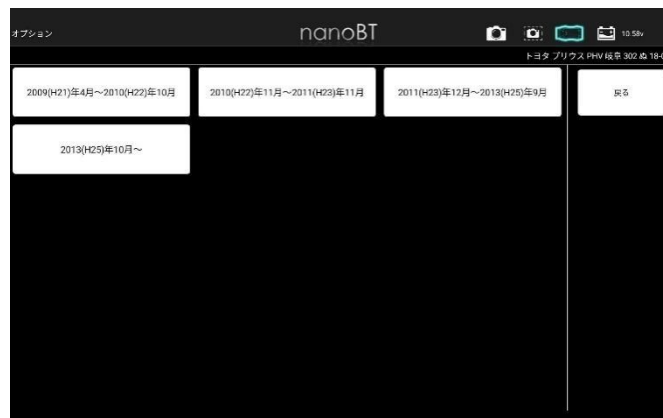 オプション
nanoBT
10.58v
トヨタ プリウス PHV 岐阜 302 ぬ 18-0
2009(H21)年4月～2010(H22)年10月
2010(H22)年11月～2011(H23)年11月
2011(H23)年12月～2013(H25)年9月
戻る
2013(H25)年10月～